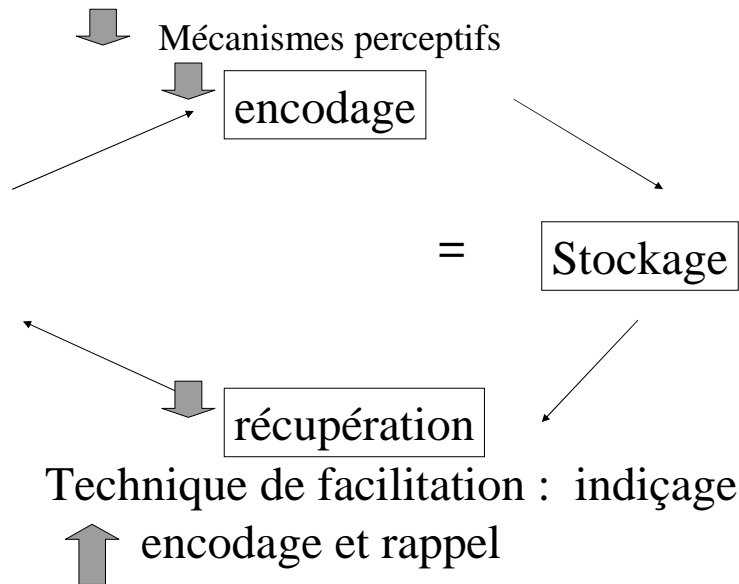 Mécanismes perceptifs
encodage
= Stockage
récupération
Technique de facilitation : indiçage
encodage et rappel